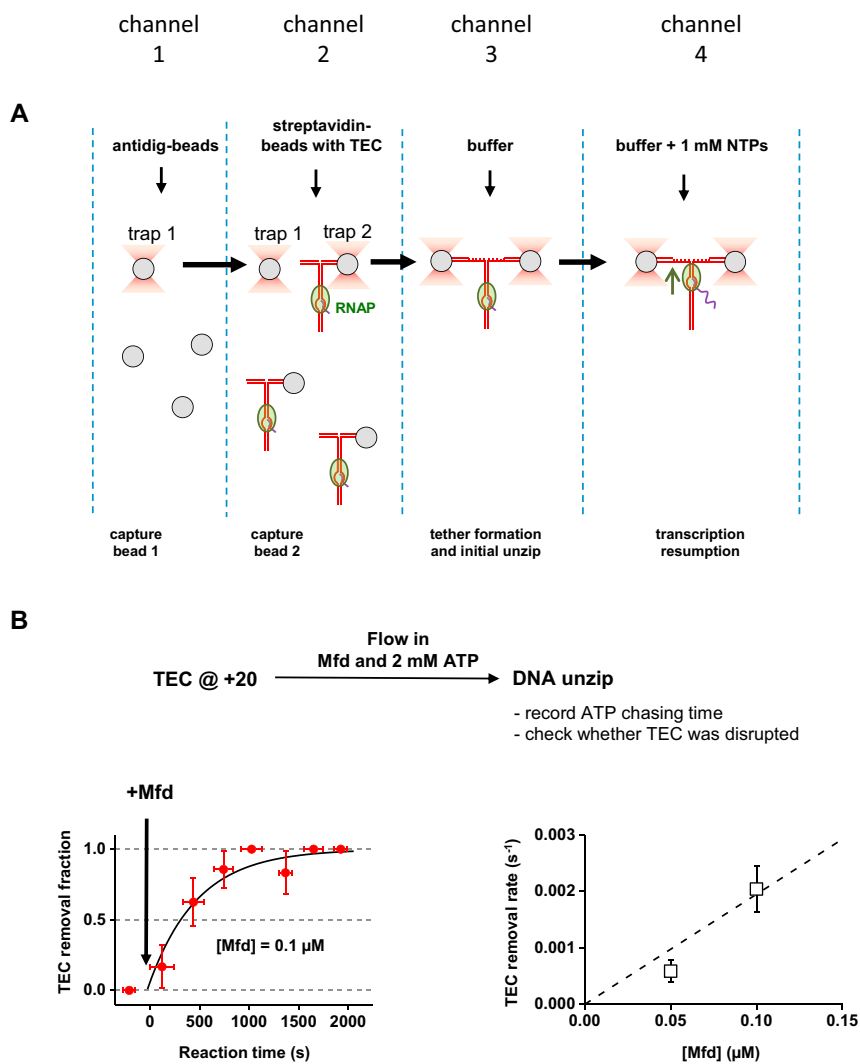 channel channel channel channel
1 2 3 4
A
antidig-beads
streptavidin-
beads with TEC
buffer
buffer + 1 mM NTPs
trap 1
trap 1
trap 2
RNAP
capture
bead 1
capture
bead 2
tether formation
and initial unzip
transcription
resumption
B
TEC @ +20
Flow in
Mfd and 2 mM ATP
DNA unzip
- record ATP chasing time
- check whether TEC was disrupted
+Mfd
TEC removal fraction
1.0
0.5
0.0
[Mfd] = 0.1 µM
0 500 1000 1500 2000
Reaction time (s)
TEC removal rate (s-1)
0.003
0.002
0.001
0.000
0.00 0.05 0.10 0.15
[Mfd] (µM)